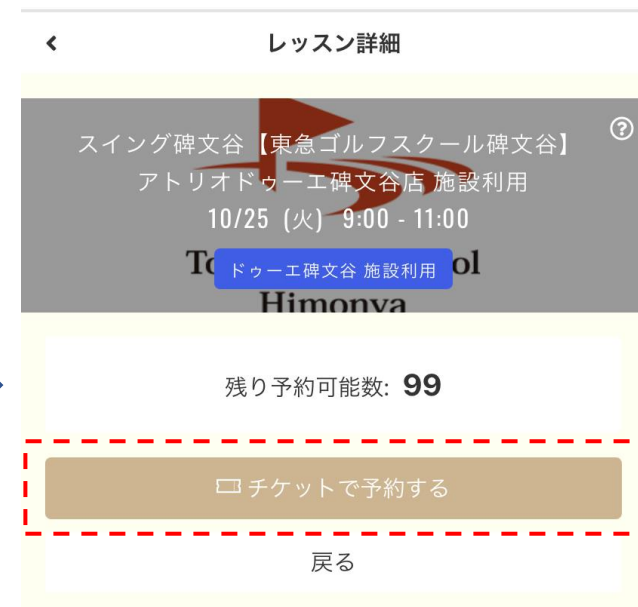 レッスン詳細
スイング碑文谷【東急ゴルフスクール碑文谷】
アトリオドゥーエ碑文谷店 施設利用
10/25 (火) 9:00 - 11:00
ドゥーエ碑文谷 施設利用
Himonya
残り予約可能数: 99
チケットで予約する
戻る